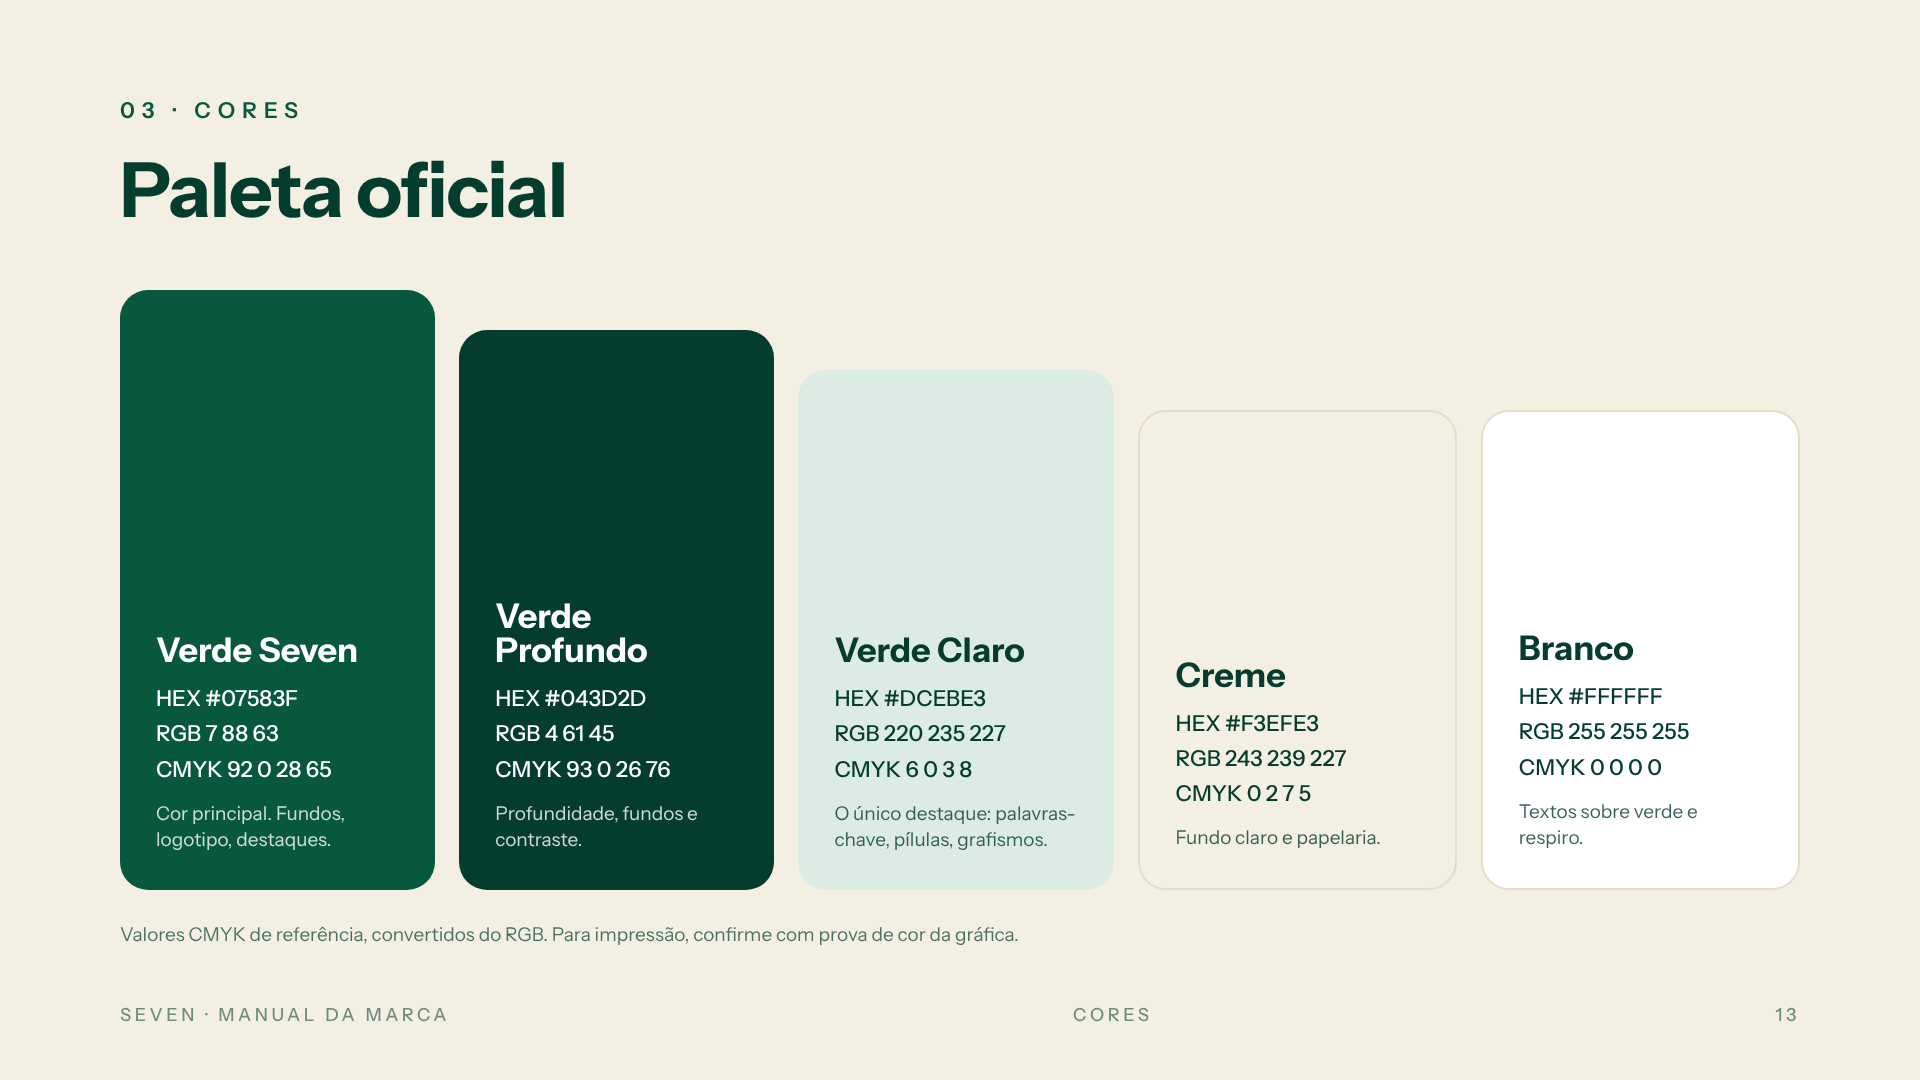 03 · CORES
Paleta oficial
Verde Seven
HEX #07583F
RGB 7 88 63
CMYK 92 0 28 65
Cor principal. Fundos,
logotipo, destaques.
Verde
Profundo
HEX #043D2D
RGB 4 61 45
CMYK 93 0 26 76
Profundidade, fundos e
contraste.
Verde Claro
HEX #DCEBE3
RGB 220 235 227
CMYK 6 0 3 8
O único destaque: palavras-
chave, pílulas, grafismos.
Creme
HEX #F3EFE3
RGB 243 239 227
CMYK 0 2 7 5
Fundo claro e papelaria.
Branco
HEX #FFFFFF
RGB 255 255 255
CMYK 0 0 0 0
Textos sobre verde e
respiro.
Valores CMYK de referência, convertidos do RGB. Para impressão, confirme com prova de cor da gráfica.
SEVEN · MANUAL DA MARCA
CORES
13